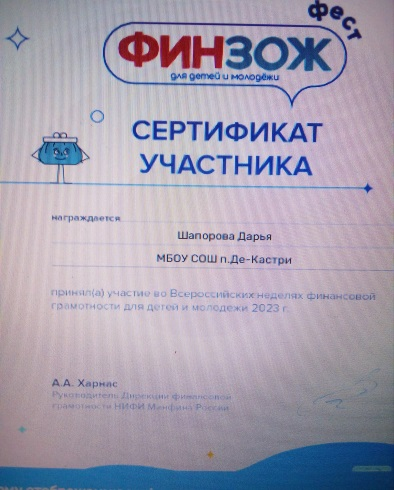 фест
ФИНЗОЖ
для детей и молодёжи
СЕРТИФИКАТ
УЧАСТНИКА
награждается
Шапорова Дарья
МБОУ СОШ п.Де-Кастри
принял(а) участие во Всероссийских неделях финансовой
грамотности для детей и молодежи 2023 г.
А.А. Харнас
Руководитель Дирекции финансовой
грамотности НИФИ Минфина России